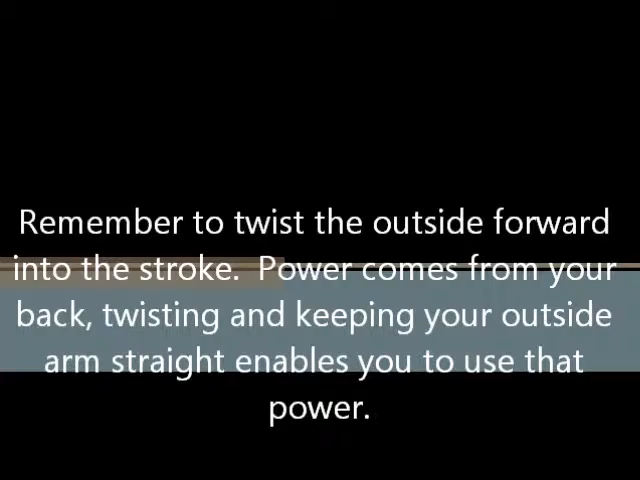 Remember to twist the outside forward
into the stroke.  Power comes from your
back, twisting and keeping your outside
arm straight enables you to use that
power.